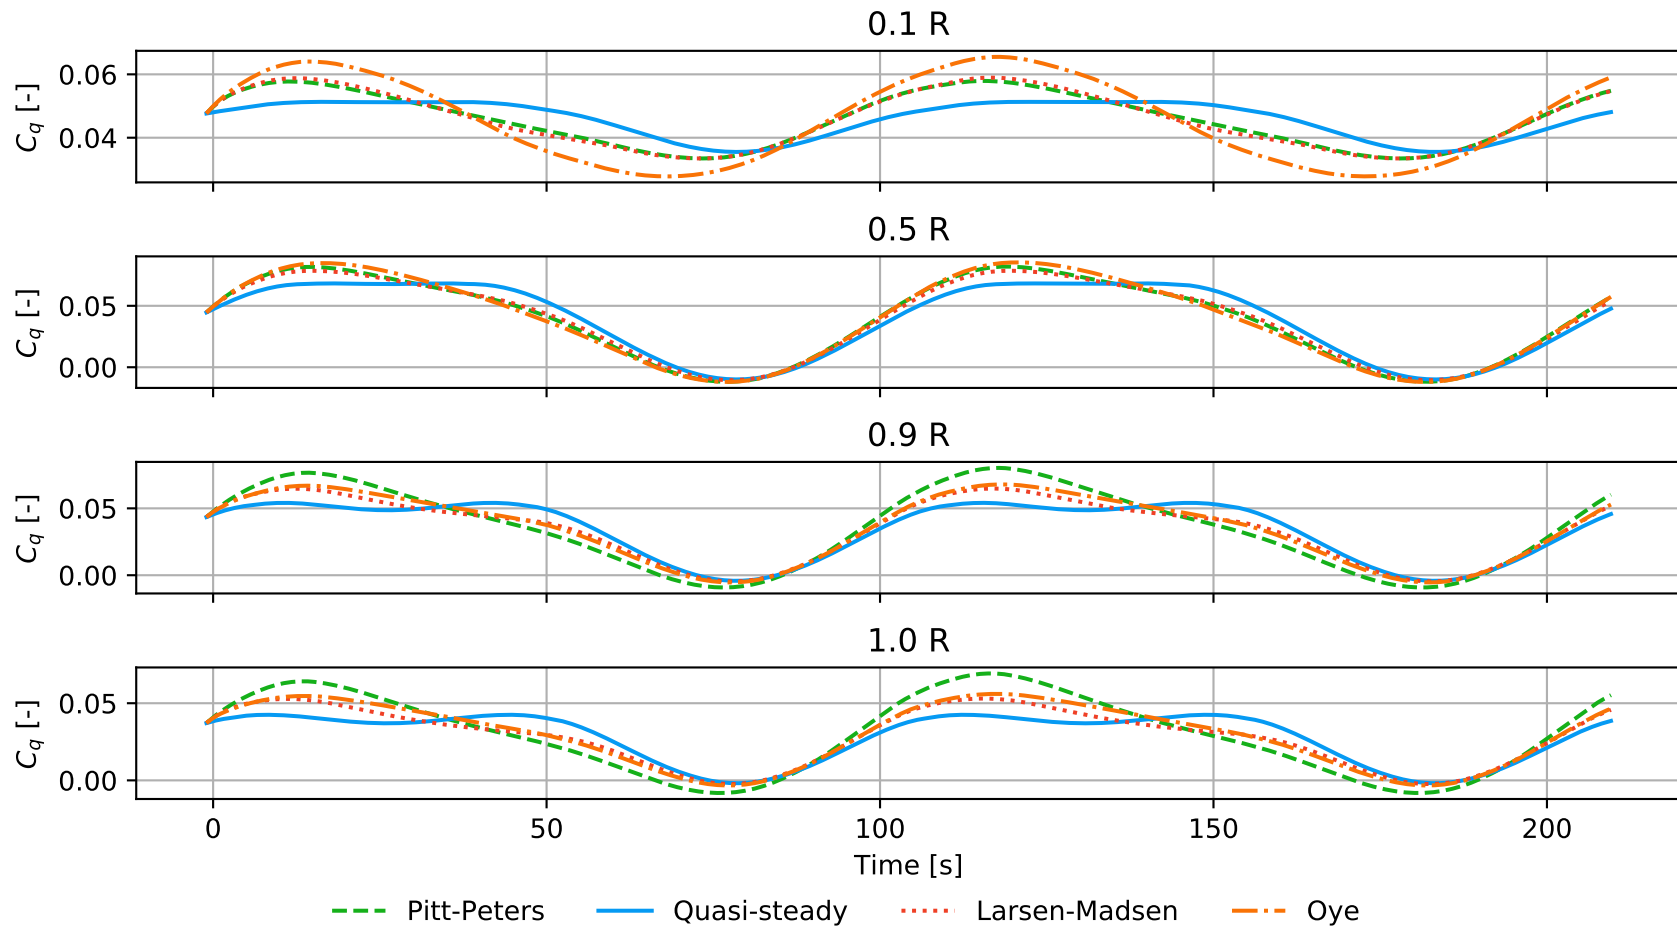 0.1 R
0.06
0.04
C_q [-]
0.5 R
0.05
0.00
C_q [-]
0.9 R
0.05
0.00
C_q [-]
1.0 R
0.05
0.00
C_q [-]
0 50 100 150 200
Time [s]
Pitt-Peters Quasi-steady Larsen-Madsen Oye